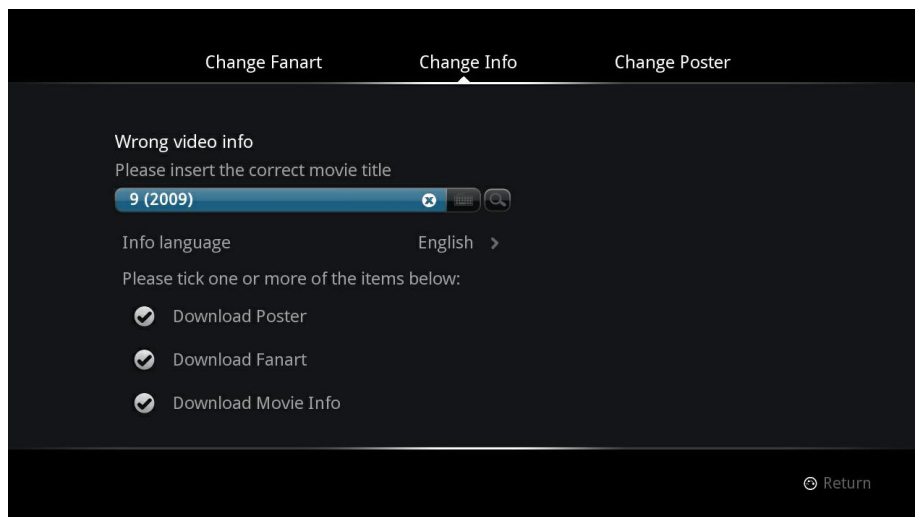 Change Fanart Change Info Change Poster
Wrong video info
Please insert the correct movie title
9 (2009)
Info language English
Please tick one or more of the items below:
Download Poster
Download Fanart
Download Movie Info
Return